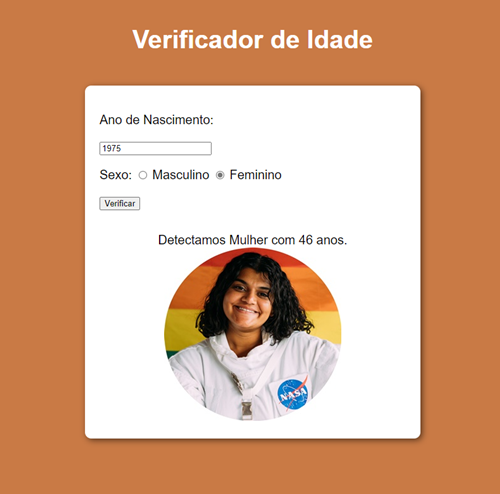 Verificador de Idade
Ano de Nascimento:
1975
Sexo: Masculino Feminino
Verificar
Detectamos Mulher com 46 anos.
NASA